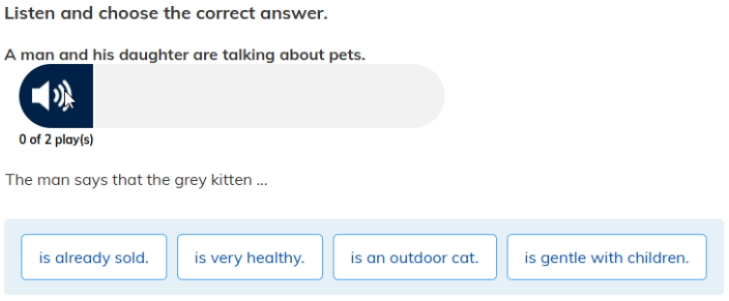 Listen and choose the correct answer.
A man and his daughter are talking about pets.
0 of 2 play(s)
The man says that the grey kitten ...
is already sold.
is very healthy.
is an outdoor cat.
is gentle with children.